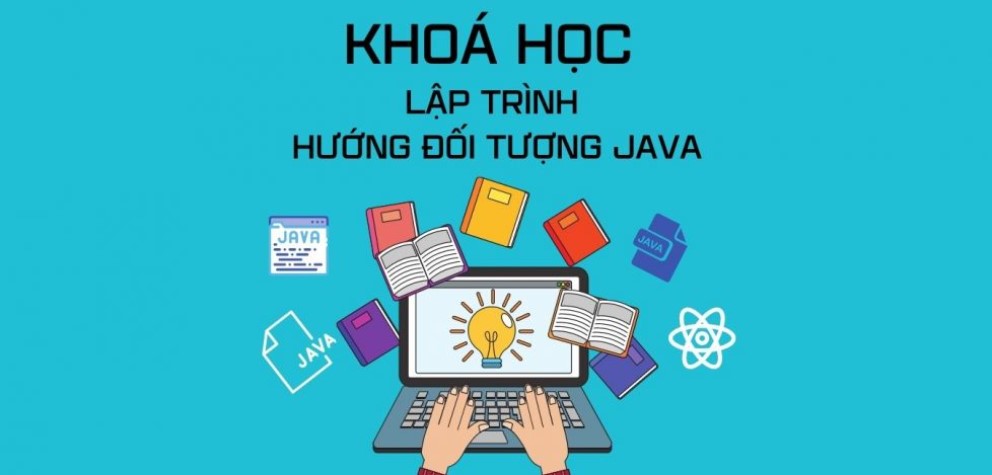 KHOÁ HỌC
LẬP TRÌNH
HƯỚNG ĐỐI TƯỢNG JAVA
JAVA
JAVA
JAVA